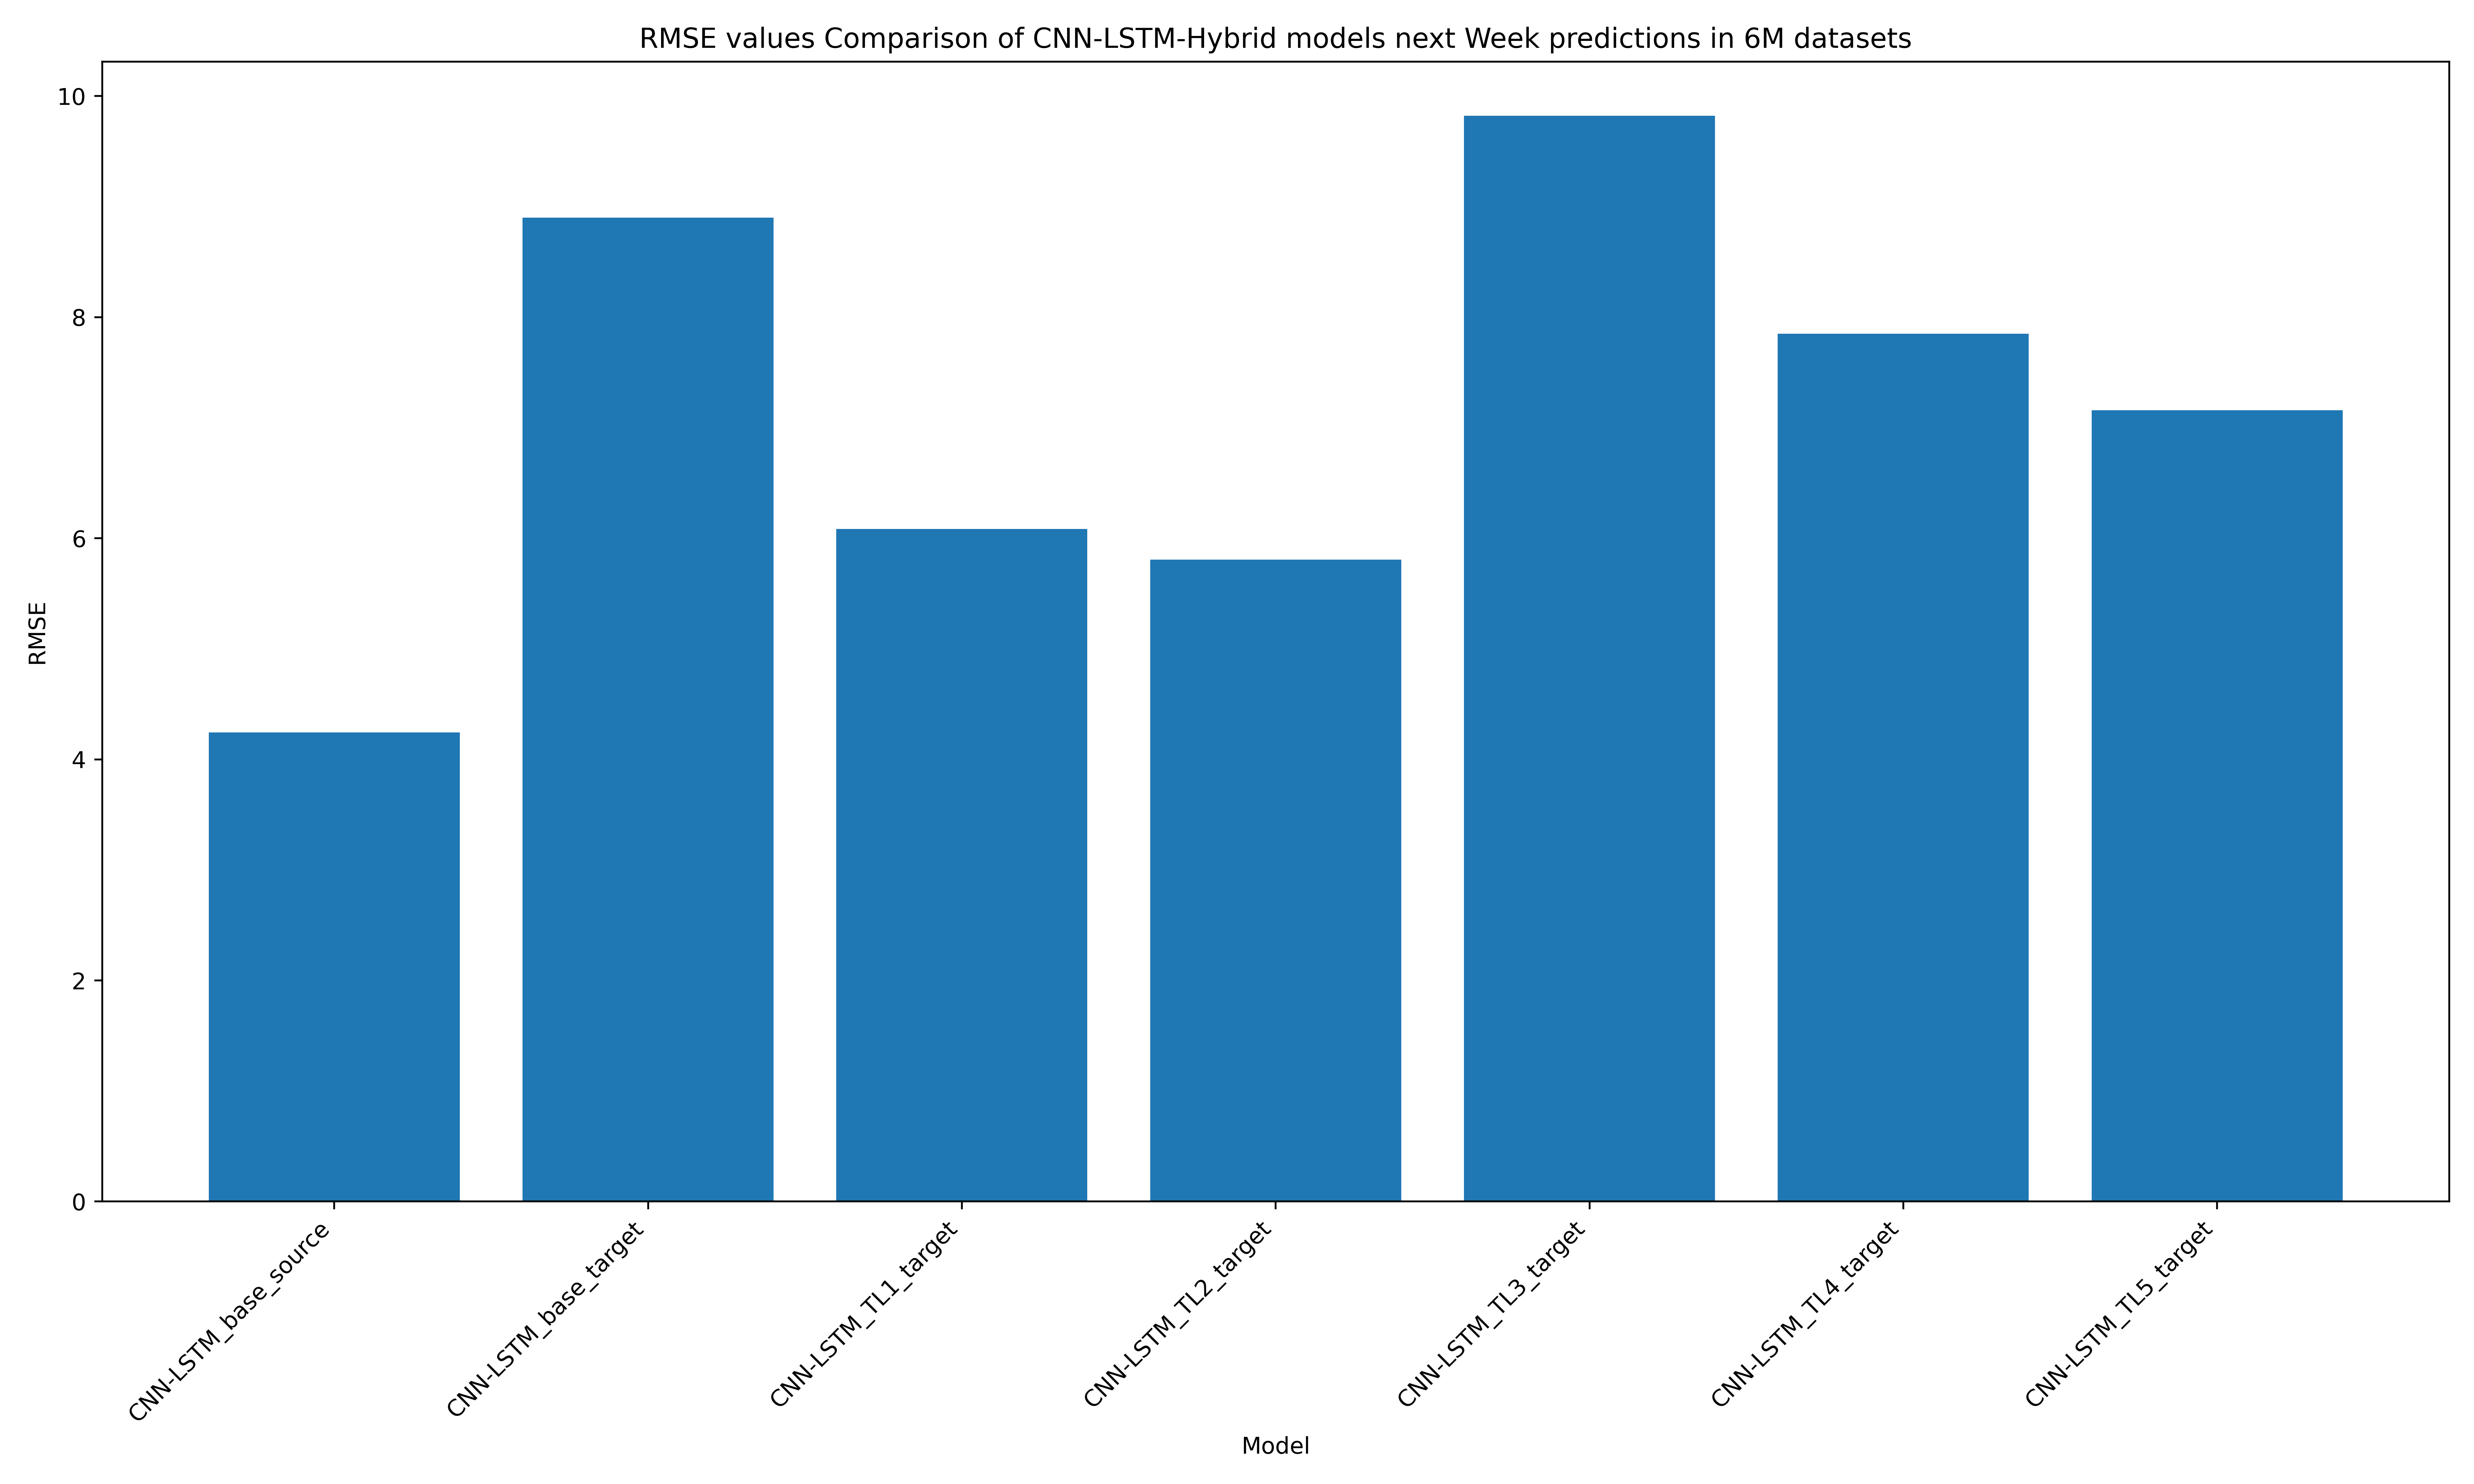 RMSE values Comparison of CNN-LSTM-Hybrid models next Week predictions in 6M datasets
10
8
6
4
2
0
RMSE
CNN-LSTM_base_source
CNN-LSTM_base_target
CNN-LSTM_TL1_target
CNN-LSTM_TL2_target
CNN-LSTM_TL3_target
CNN-LSTM_TL4_target
CNN-LSTM_TL5_target
Model